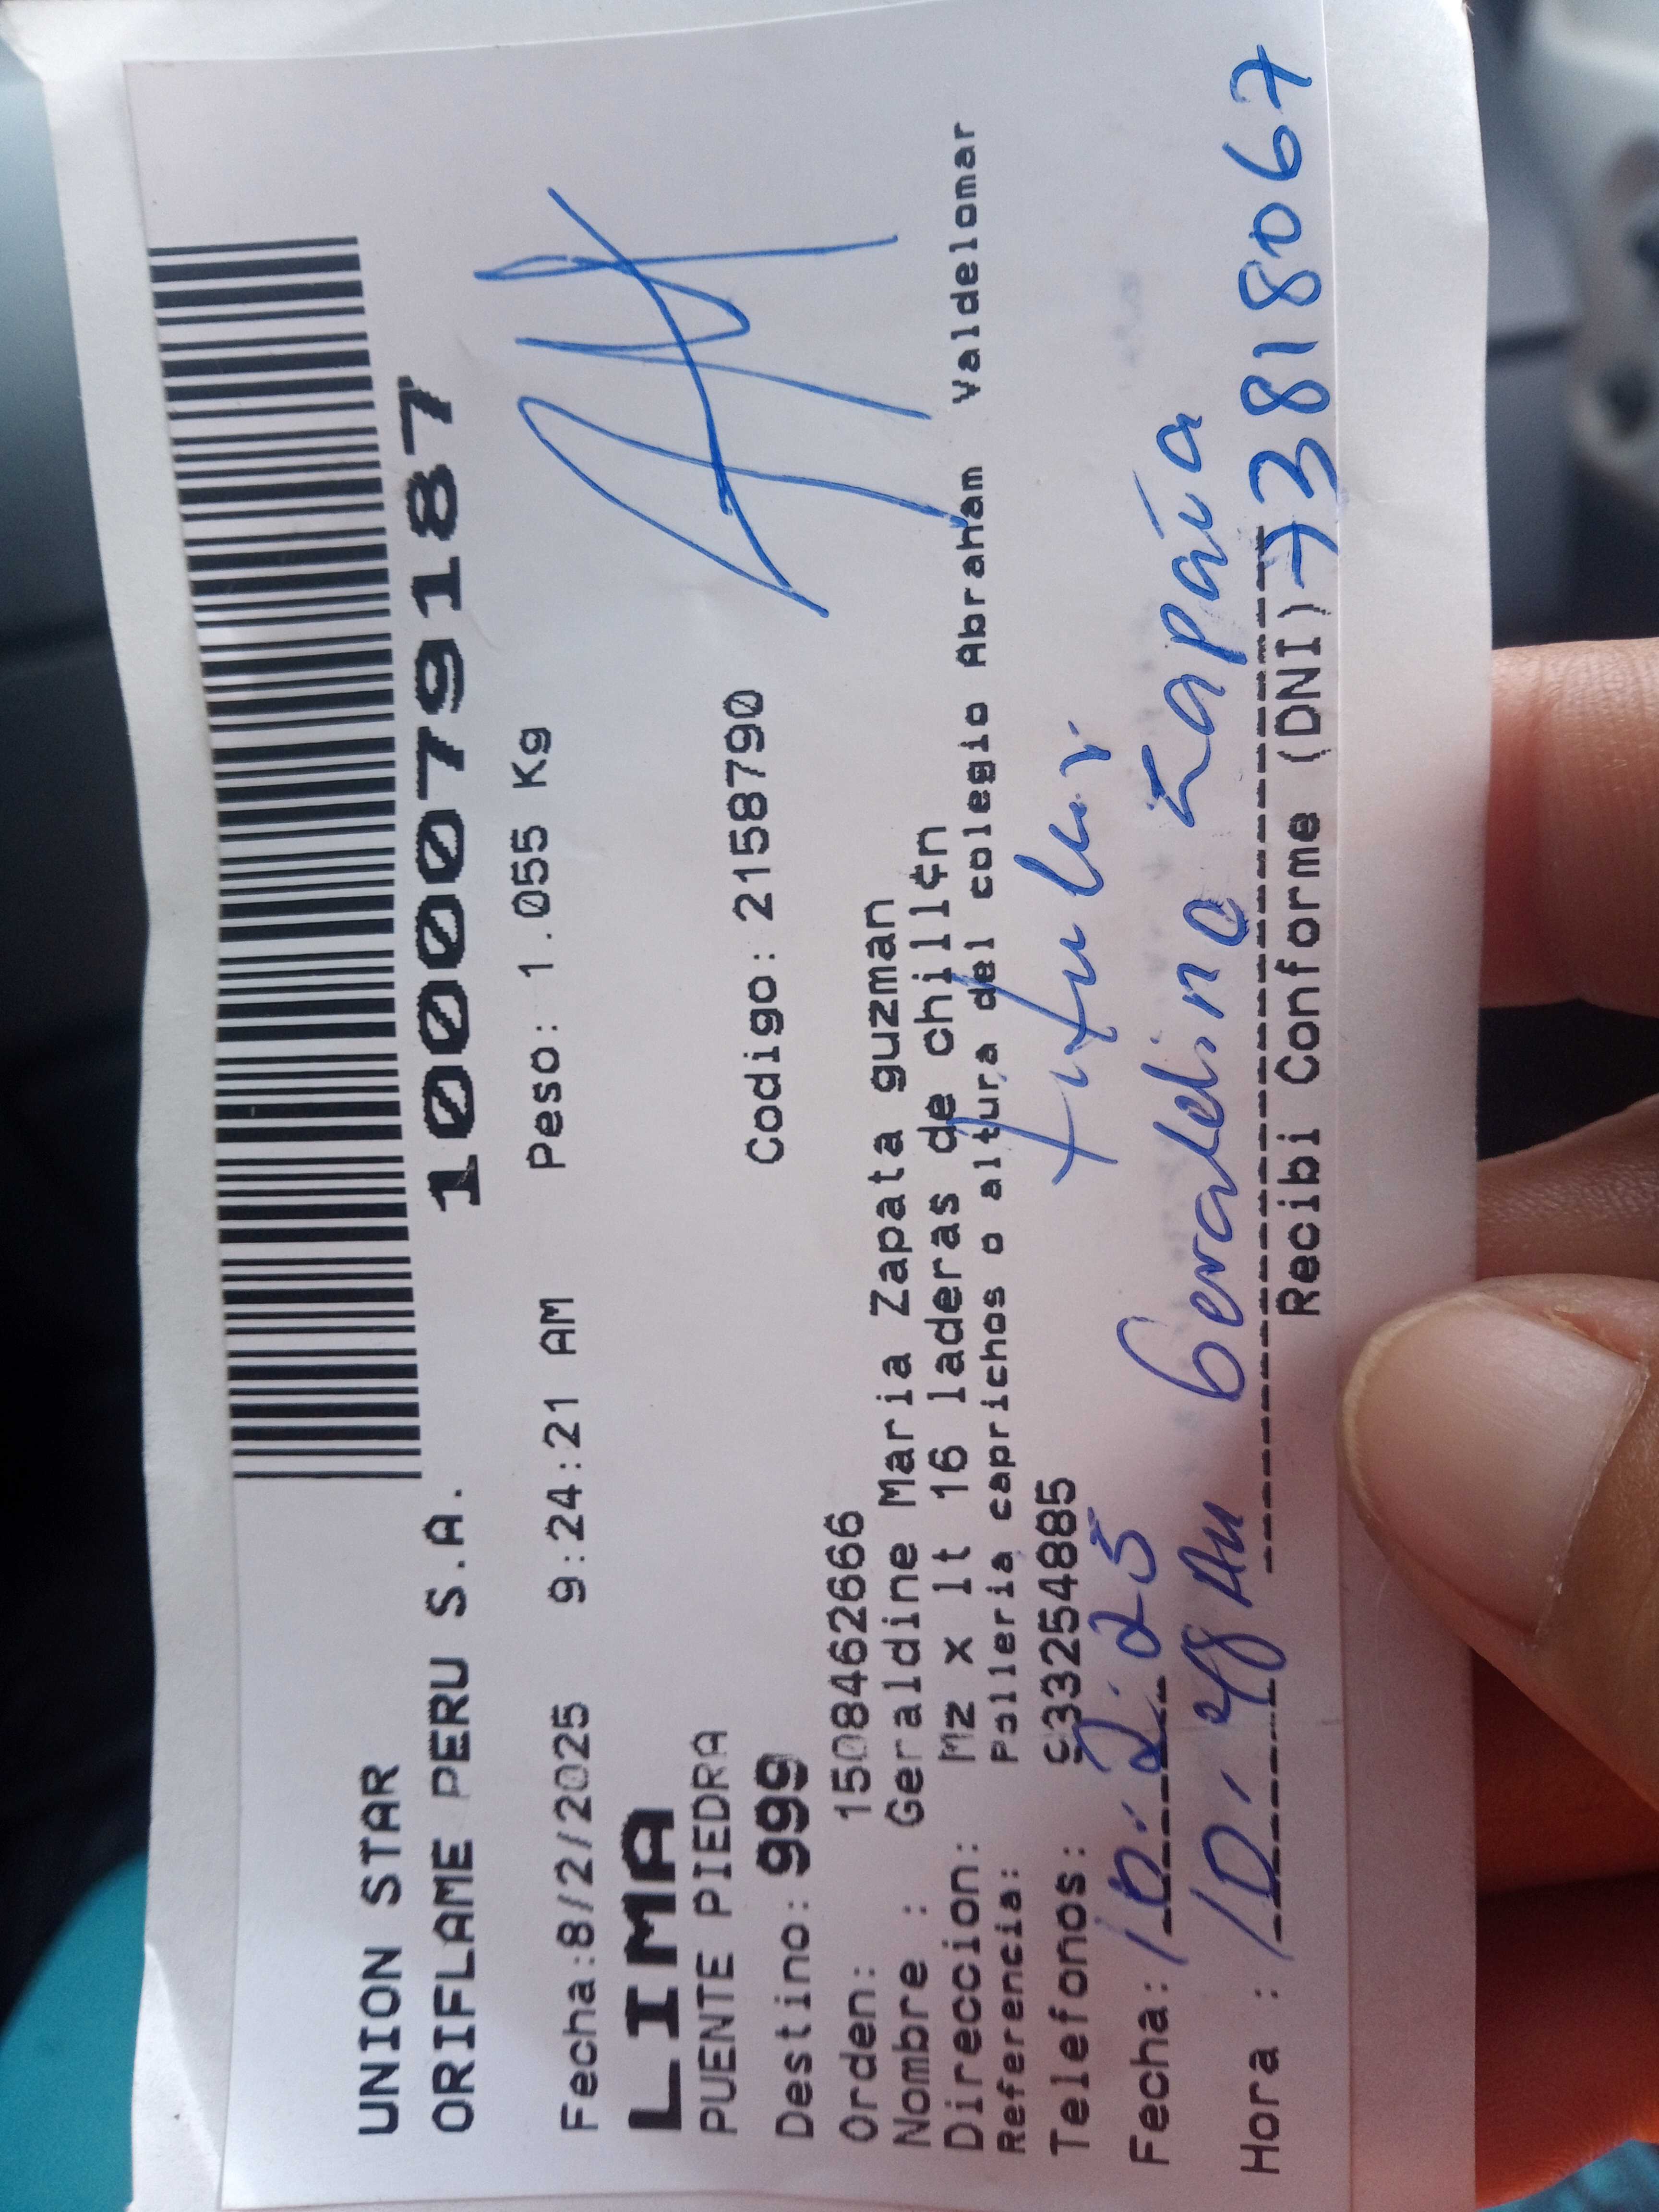 UNION STAR
ORIFLAME PERU S.A.
100079187
Fecha:8/2/2025 9:24:21 AM Peso: 1.055 Kg
LIMA
PUENTE PIEDRA
Destino: 999 Codigo: 2158790
Orden: 1508462666
Nombre : Geraldine Maria Zapata guzman
Direccion: Mz x lt 16 laderas de chill¢n
Referencia: Polleria caprichos o altura del colegio Abraham Valdelomar
Telefonos: 933254885
titular
Fecha: 10.2.25
Geraldine Zapata
Hora : 10.48 AM
Recibi Conforme (DNI) 73818067